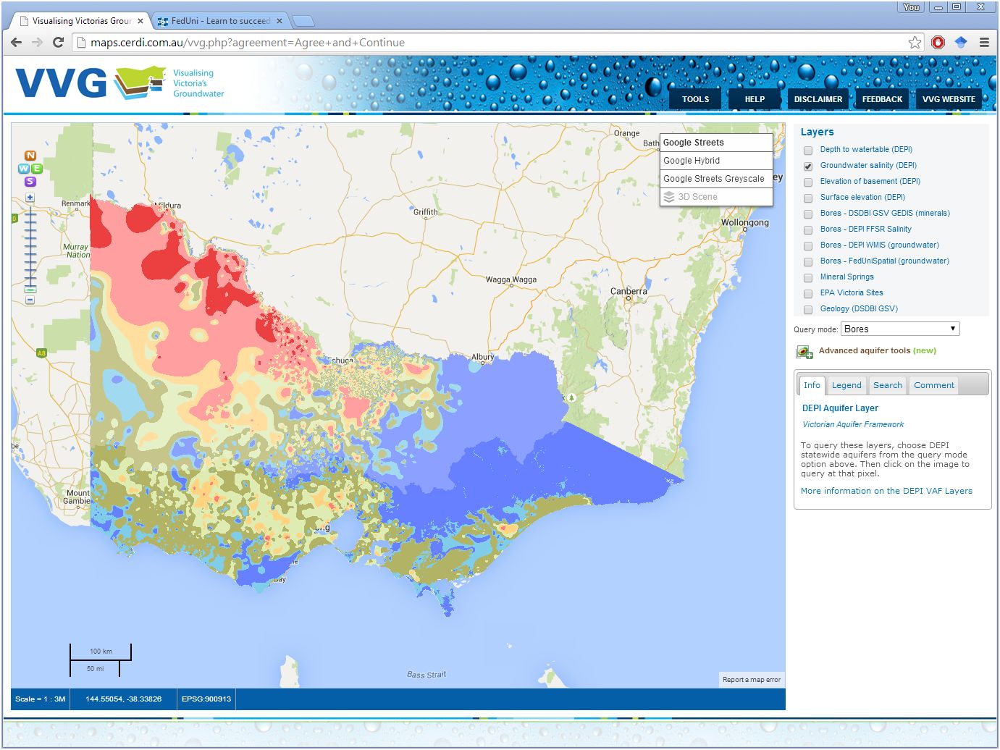 You
Visualising Victorias Groun
FedUni - Learn to succeed
maps.cerdi.com.au/vvg.php?agreement=Agree+and+Continue
VVG
Visualising
Victoria's
Groundwater
TOOLS
HELP
DISCLAIMER
FEEDBACK
VVG WEBSITE
Orange
Bath
Google Streets
Google Hybrid
Google Streets Greyscale
3D Scene
ey
N
W E
S
Renmark
Mildura
Griffith
Wollongong
Murray
Nation
Wagga Wagga
Canberra
A8
Echuca
Albury
Mount
Gambier
Bay
100 km
50 mi
Bass Strait
Report a map error
Scale = 1 : 3M
144.55054, -38.33826
EPSG:900913
Layers
Depth to watertable (DEPI)
Groundwater salinity (DEPI)
Elevation of basement (DEPI)
Surface elevation (DEPI)
Bores - DSDBI GSV GEDIS (minerals)
Bores - DEPI FFSR Salinity
Bores - DEPI WMIS (groundwater)
Bores - FedUniSpatial (groundwater)
Mineral Springs
EPA Victoria Sites
Geology (DSDBI GSV)
Query mode: Bores
Advanced aquifer tools (new)
Info
Legend
Search
Comment
DEPI Aquifer Layer
Victorian Aquifer Framework
To query these layers, choose DEPI
statewide aquifers from the query mode
option above. Then click on the image to
query at that pixel.
More information on the DEPI VAF Layers